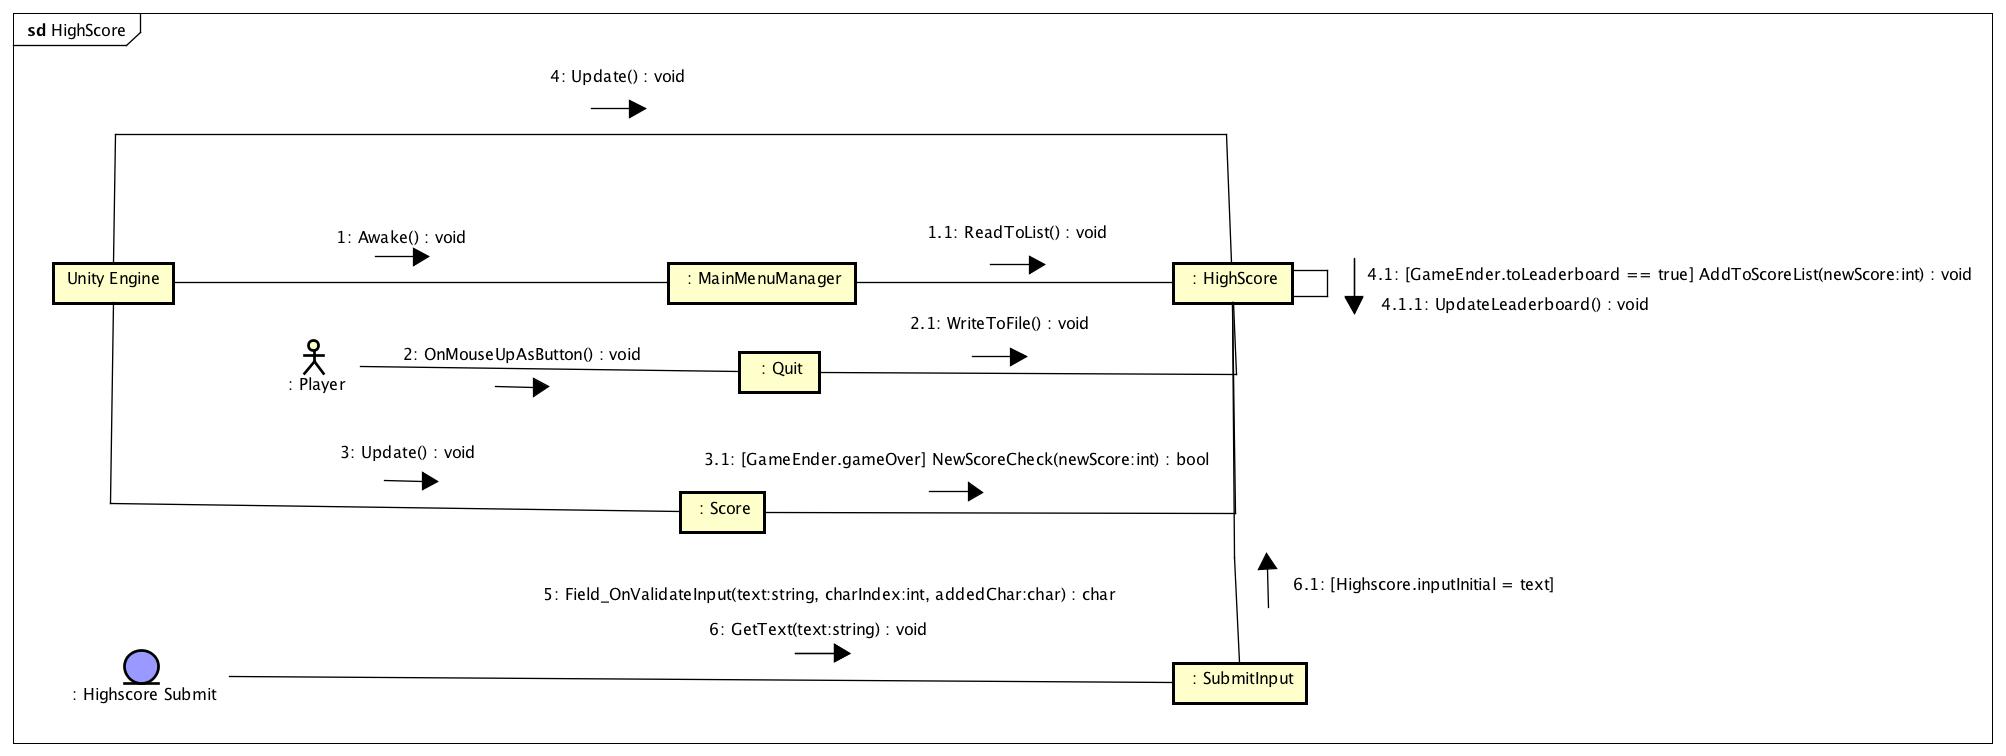 sd HighScore
4: Update() : void
1: Awake() : void
1.1: ReadToList() : void
Unity Engine
: MainMenuManager
: HighScore
4.1: [GameEnder.toLeaderboard == true] AddToScoreList(newScore:int) : void
4.1.1: UpdateLeaderboard() : void
2.1: WriteToFile() : void
2: OnMouseUpAsButton() : void
: Quit
: Player
3: Update() : void
3.1: [GameEnder.gameOver] NewScoreCheck(newScore:int) : bool
: Score
5: Field_OnValidateInput(text:string, charIndex:int, addedChar:char) : char
6.1: [Highscore.inputInitial = text]
6: GetText(text:string) : void
: Highscore Submit
: SubmitInput